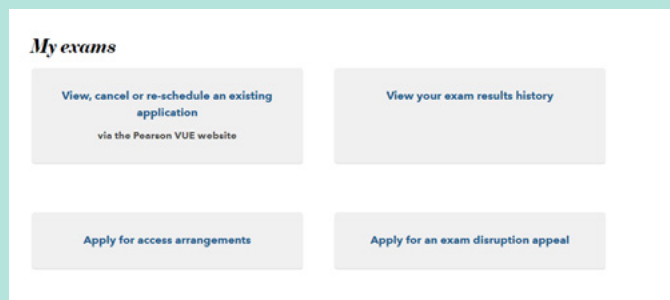 My exams
View, cancel or re-schedule an existing
application
via the Pearson VUE website
View your exam results history
Apply for access arrangements
Apply for an exam disruption appeal